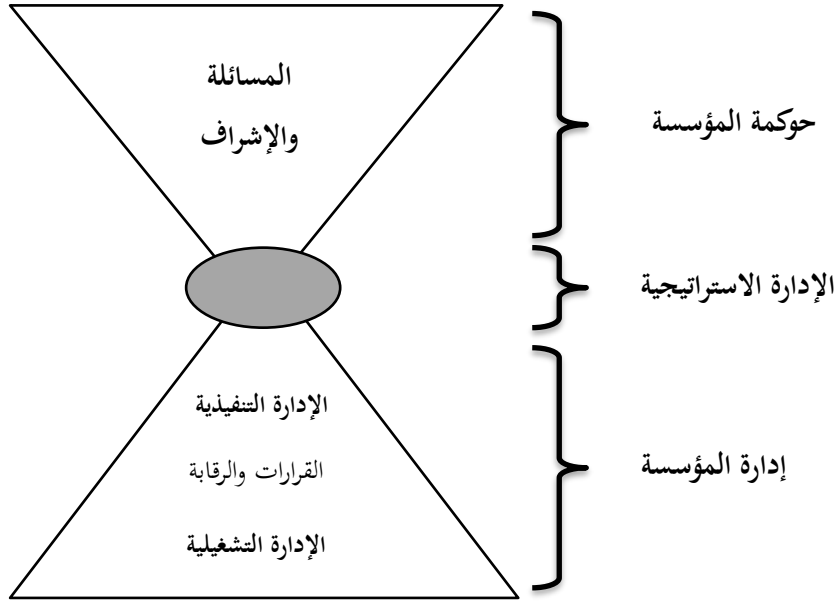 المسائلة
والإشراف
حوكمة المؤسسة
الإدارة الاستراتيجية
الإدارة التنفيذية
القرارات والرقابة
إدارة المؤسسة
الإدارة التشغيلية